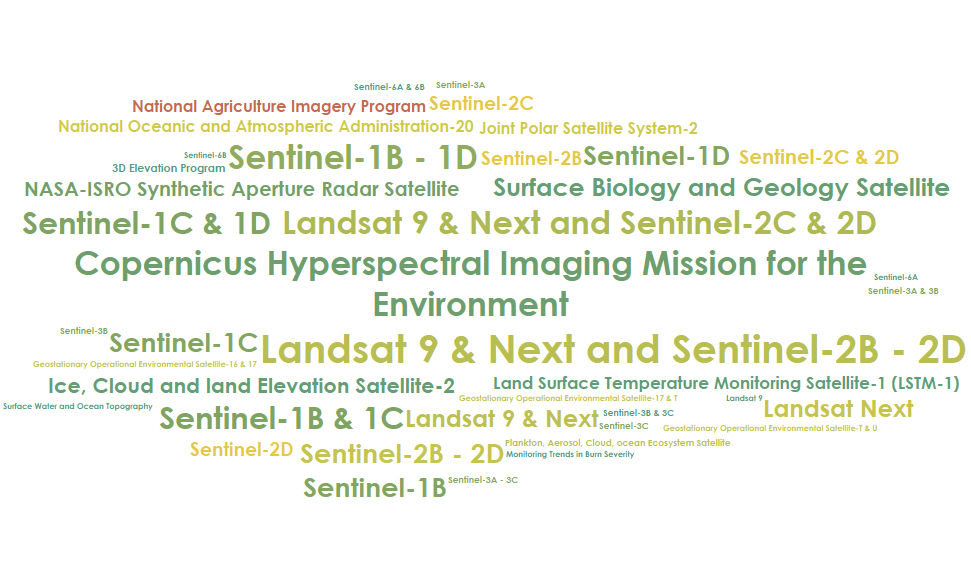 Sentinel-6A & 6B Sentinel-3A
National Agriculture Imagery Program Sentinel-2C
National Oceanic and Atmospheric Administration-20 Joint Polar Satellite System-2
Sentinel-6B Sentinel-1B - 1D Sentinel-2B Sentinel-1D Sentinel-2C & 2D
3D Elevation Program
NASA-ISRO Synthetic Aperture Radar Satellite Surface Biology and Geology Satellite
Sentinel-1C & 1D Landsat 9 & Next and Sentinel-2C & 2D
Copernicus Hyperspectral Imaging Mission for the
Environment
Sentinel-6A
Sentinel-3A & 3B
Sentinel-3B Sentinel-1C Landsat 9 & Next and Sentinel-2B - 2D
Geostationary Operational Environmental Satellite-16 & 17
Ice, Cloud and land Elevation Satellite-2 Land Surface Temperature Monitoring Satellite-1 (LSTM-1)
Geostationary Operational Environmental Satellite-17 & T Landsat 9
Surface Water and Ocean Topography Sentinel-1B & 1C Landsat 9 & Next Sentinel-3B & 3C Landsat Next
Sentinel-3C Geostationary Operational Environmental Satellite-T & U
Sentinel-2D Sentinel-2B - 2D Plankton, Aerosol, Cloud, ocean Ecosystem Satellite
Monitoring Trends in Burn Severity
Sentinel-1B Sentinel-3A - 3C